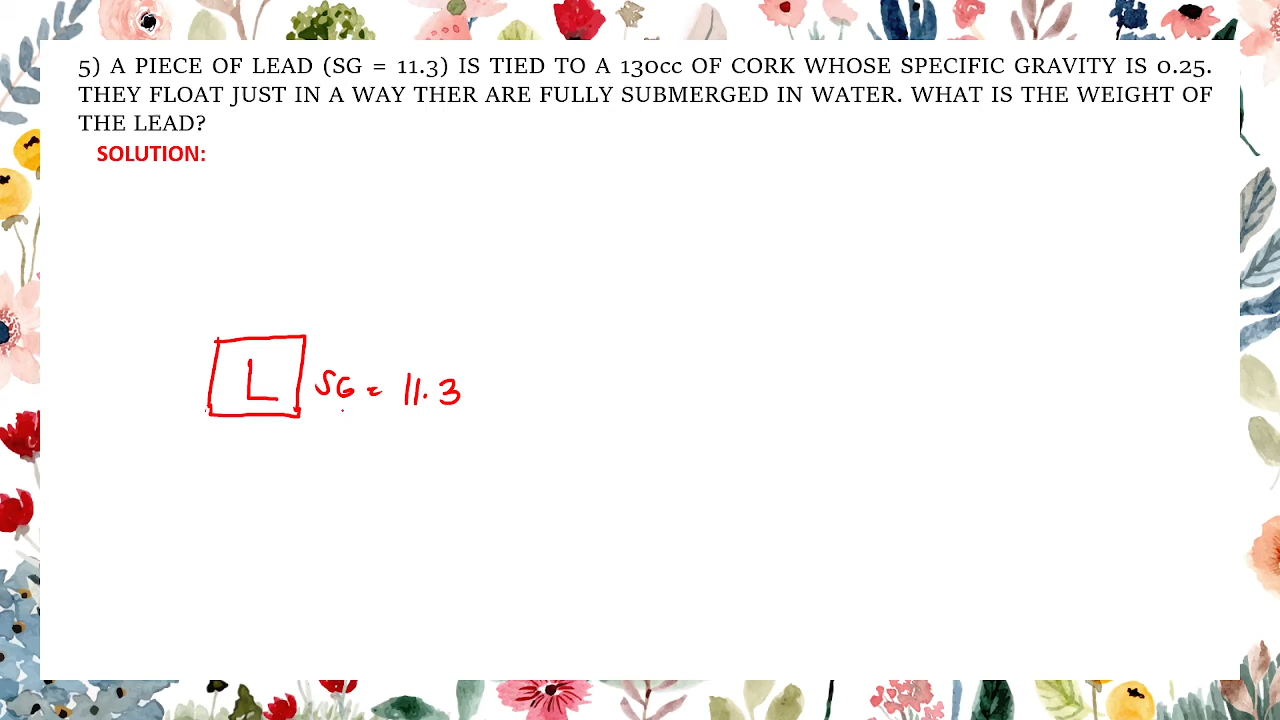 5) A PIECE OF LEAD (SG = 11.3) IS TIED TO A 130cc OF CORK WHOSE SPECIFIC GRAVITY IS 0.25.
THEY FLOAT JUST IN A WAY THER ARE FULLY SUBMERGED IN WATER. WHAT IS THE WEIGHT OF
THE LEAD?
SOLUTION:
L SG = 11.3